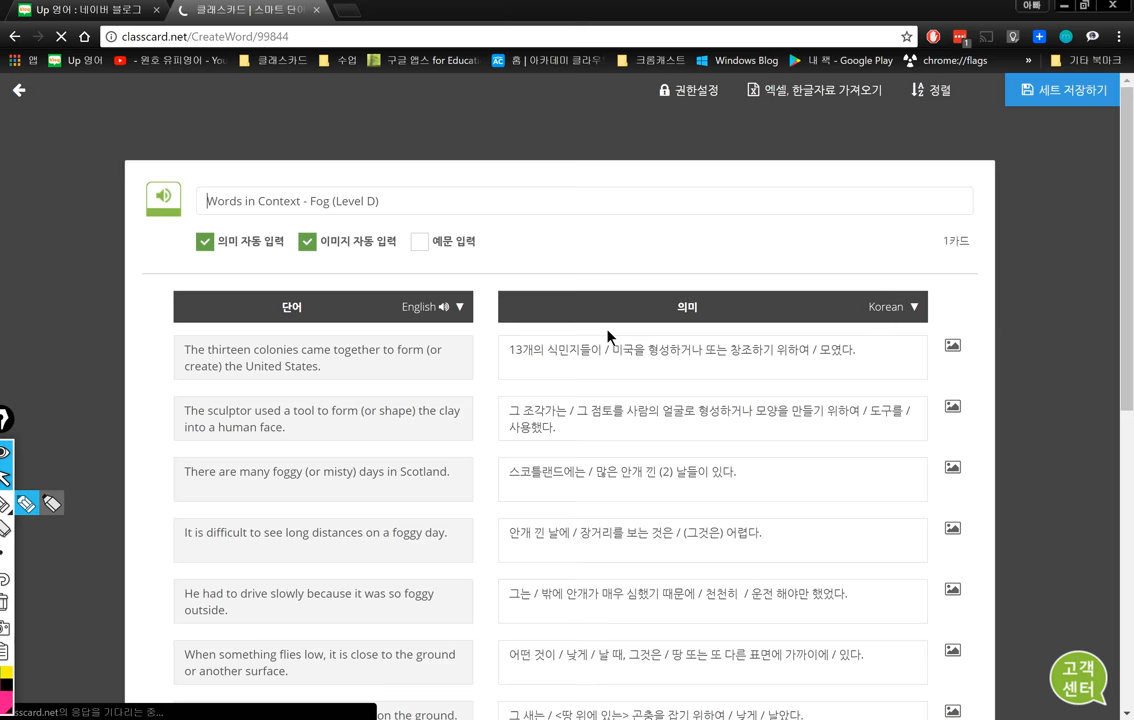 Up 영어 : 네이버 블로그
클래스카드 | 스마트 단어
아빠
classcard.net/CreateWord/99844
1
앱
Up 영어
- 원호 유피영어 - You
클래스카드
수업
구글 앱스 for Educati
홈 | 아카데미 클라우
크롬캐스트
Windows Blog
내 책 - Google Play
chrome://flags
»
기타 북마크
권한설정
엑셀, 한글자료 가져오기
정렬
세트 저장하기
Words in Context - Fog (Level D)
의미 자동 입력
이미지 자동 입력
예문 입력
1카드
단어
English
의미
Korean
The thirteen colonies came together to form (or
create) the United States.
13개의 식민지들이 / 미국을 형성하거나 또는 창조하기 위하여 / 모였다.
The sculptor used a tool to form (or shape) the clay
into a human face.
그 조각가는 / 그 점토를 사람의 얼굴로 형성하거나 모양을 만들기 위하여 / 도구를 /
사용했다.
There are many foggy (or misty) days in Scotland.
스코틀랜드에는 / 많은 안개 낀 (2) 날들이 있다.
It is difficult to see long distances on a foggy day.
안개 낀 날에 / 장거리를 보는 것은 / (그것은) 어렵다.
He had to drive slowly because it was so foggy
outside.
그는 / 밖에 안개가 매우 심했기 때문에 / 천천히 / 운전 해야만 했었다.
When something flies low, it is close to the ground
or another surface.
어떤 것이 / 낮게 / 날 때, 그것은 / 땅 또는 또 다른 표면에 가까이에 / 있다.
on the ground.
그 새는 / <땅 위에 있는> 곤충을 잡기 위하여 / 낮게 / 날았다.
고객
센터
sscard.net의 응답을 기다리는 중...